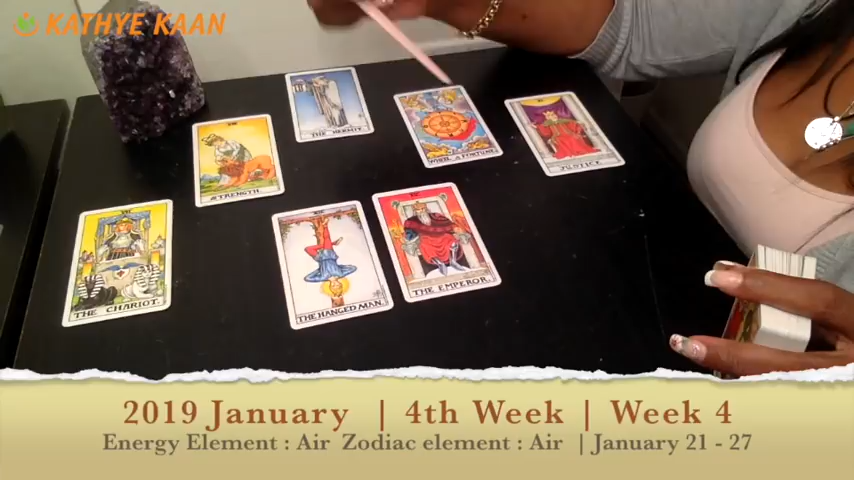 KATHYE KAAN
THE HERMIT
WHEEL of FORTUNE
JUSTICE
STRENGTH
THE CHARIOT
THE HANGED MAN
THE EMPEROR
2019 January | 4th Week | Week 4
Energy Element : Air Zodiac element : Air | January 21 - 27